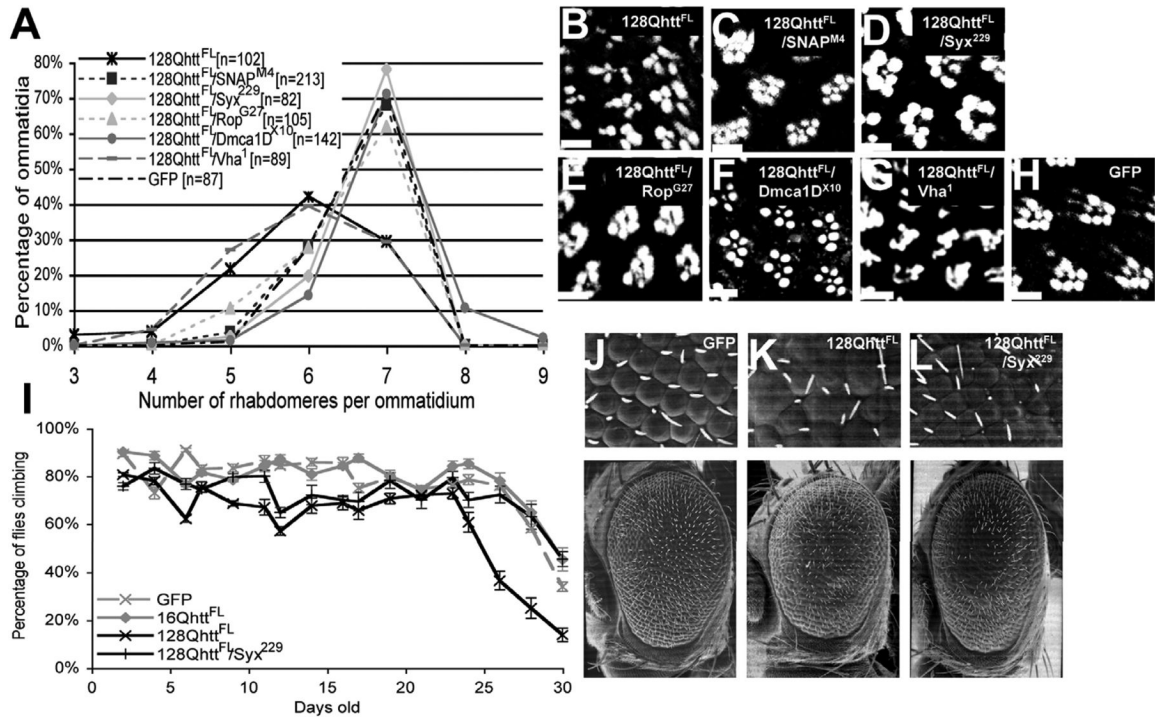 A
128Qhtt^FL [n=102]
128Qhtt^FL/SNAP^M4 [n=213]
128Qhtt^FL/Syx^229 [n=82]
128Qhtt^FL/Rop^G27 [n=105]
128Qhtt^FL/Dmca1D^X10 [n=142]
128Qhtt^FL/Vha^1 [n=89]
GFP [n=87]
Percentage of ommatidia
80%
70%
60%
50%
40%
30%
20%
10%
0%
3 4 5 6 7 8 9
Number of rhabdomeres per ommatidium
B
128Qhtt^FL
C
128Qhtt^FL
/SNAP^M4
D
128Qhtt^FL
/Syx^229
E
128Qhtt^FL/
Rop^G27
F
128Qhtt^FL/
Dmca1D^X10
G
128Qhtt^FL/
Vha^1
H
GFP
I
Percentage of flies climbing
100%
80%
60%
40%
20%
0%
GFP
16Qhtt^FL
128Qhtt^FL
128Qhtt^FL/Syx^229
0 5 10 15 20 25 30
Days old
J
GFP
K
128Qhtt^FL
L
128Qhtt^FL
/Syx^229